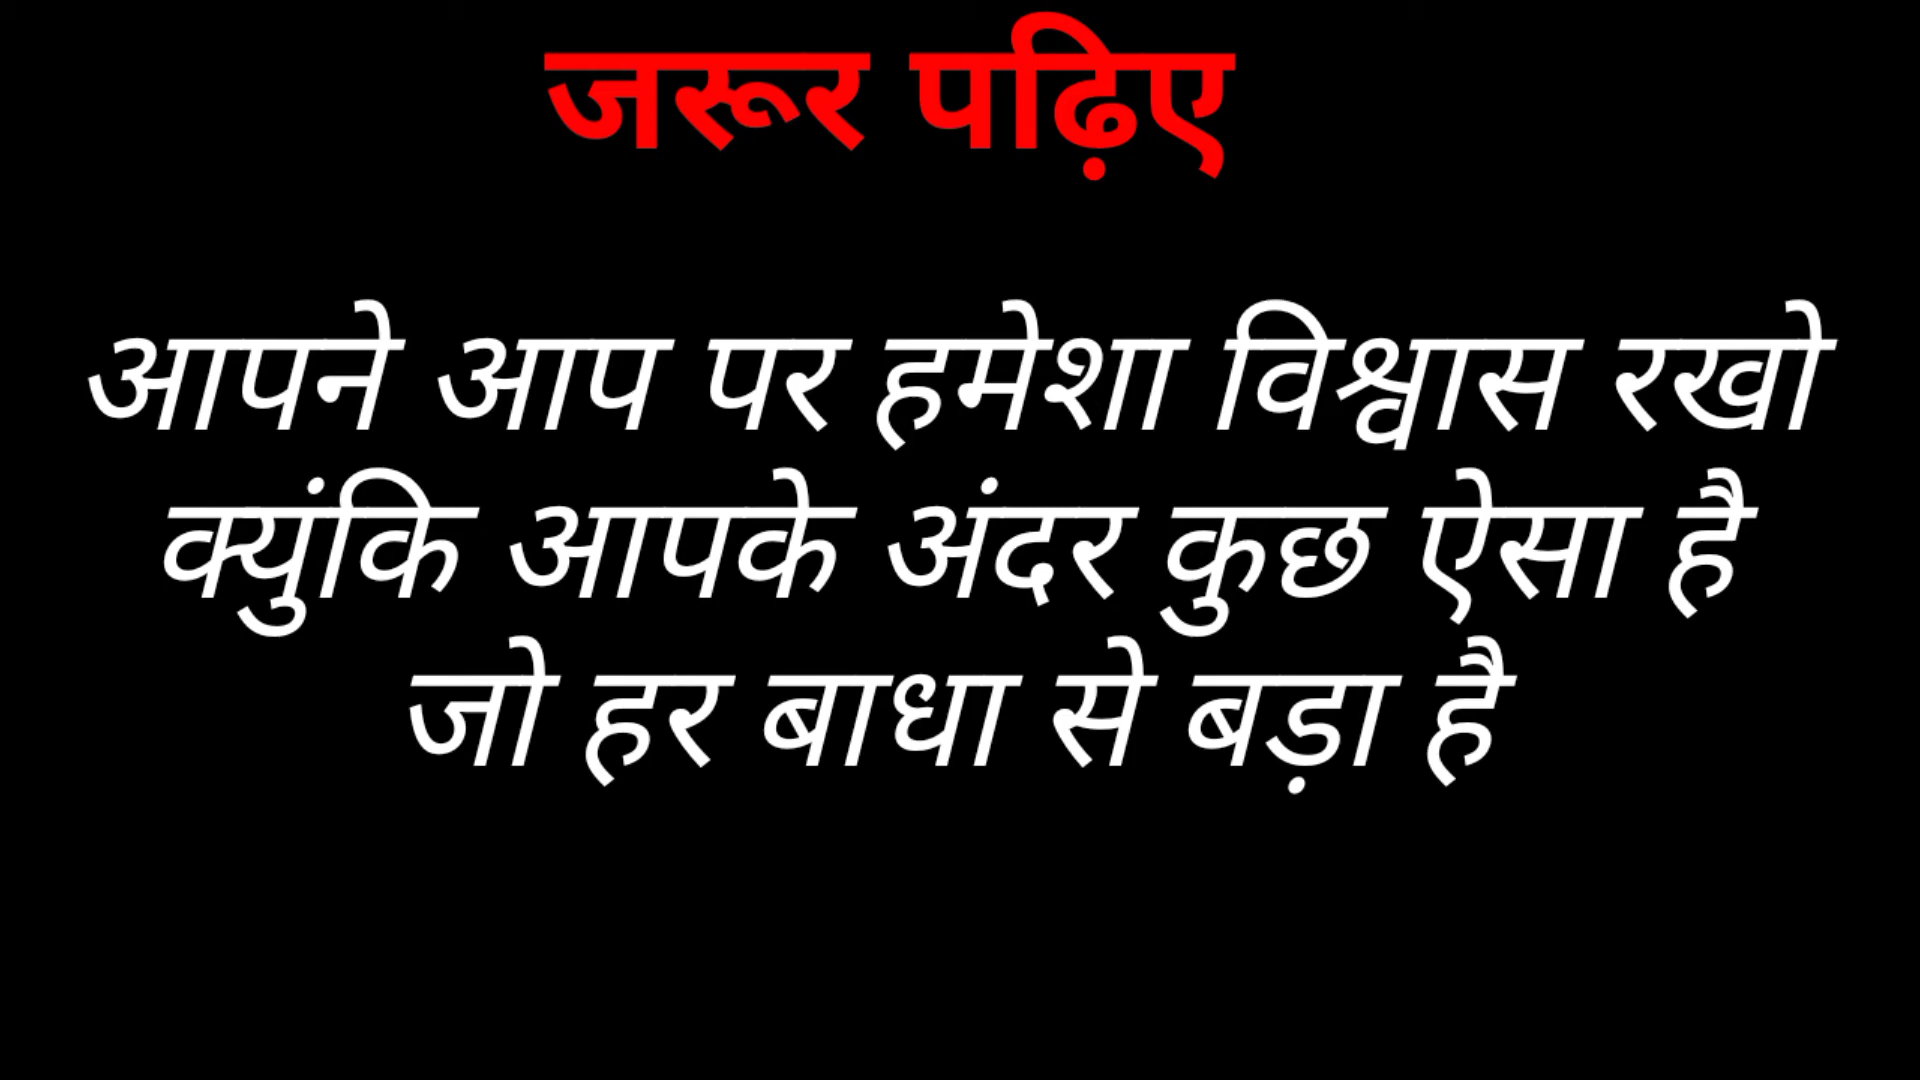 जरूर पढ़िए
आपने आप पर हमेशा विश्वास रखो
क्युंकि आपके अंदर कुछ ऐसा है
जो हर बाधा से बड़ा है